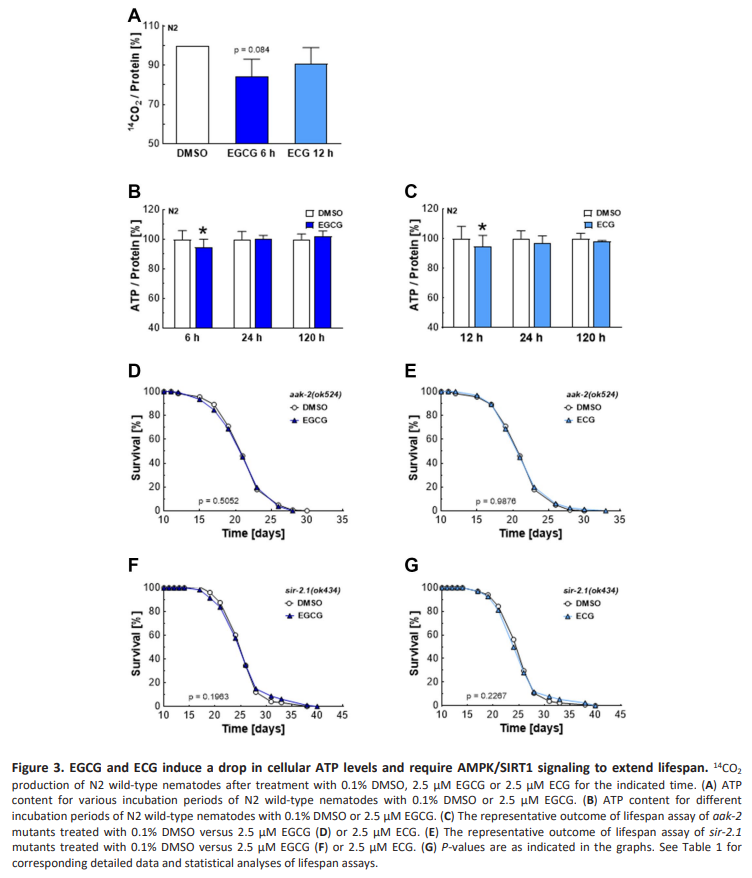 A
N2
110
90
70
50
¹⁴CO₂ / Protein [%]
p = 0.084
DMSO EGCG 6 h ECG 12 h
B
N2
120
100
80
60
40
ATP / Protein [%]
DMSO
EGCG
*
6 h 24 h 120 h
C
N2
120
100
80
60
40
ATP / Protein [%]
DMSO
ECG
*
12 h 24 h 120 h
D
100
80
60
40
20
0
Survival [%]
aak-2(ok524)
DMSO
EGCG
p = 0.5052
10 15 20 25 30 35
Time [days]
E
100
80
60
40
20
0
Survival [%]
aak-2(ok524)
DMSO
ECG
p = 0.9876
10 15 20 25 30 35
Time [days]
F
100
80
60
40
20
0
Survival [%]
sir-2.1(ok434)
DMSO
EGCG
p = 0.1963
10 15 20 25 30 35 40 45
Time [days]
G
100
80
60
40
20
0
Survival [%]
sir-2.1(ok434)
DMSO
ECG
p = 0.2267
10 15 20 25 30 35 40 45
Time [days]
Figure 3. EGCG and ECG induce a drop in cellular ATP levels and require AMPK/SIRT1 signaling to extend lifespan. ¹⁴CO₂
production of N2 wild-type nematodes after treatment with 0.1% DMSO, 2.5 µM EGCG or 2.5 µM ECG for the indicated time. (A) ATP
content for various incubation periods of N2 wild-type nematodes with 0.1% DMSO or 2.5 µM EGCG. (B) ATP content for different
incubation periods of N2 wild-type nematodes with 0.1% DMSO or 2.5 µM EGCG. (C) The representative outcome of lifespan assay of aak-2
mutants treated with 0.1% DMSO versus 2.5 µM EGCG (D) or 2.5 µM ECG. (E) The representative outcome of lifespan assay of sir-2.1
mutants treated with 0.1% DMSO versus 2.5 µM EGCG (F) or 2.5 µM ECG. (G) P-values are as indicated in the graphs. See Table 1 for
corresponding detailed data and statistical analyses of lifespan assays.